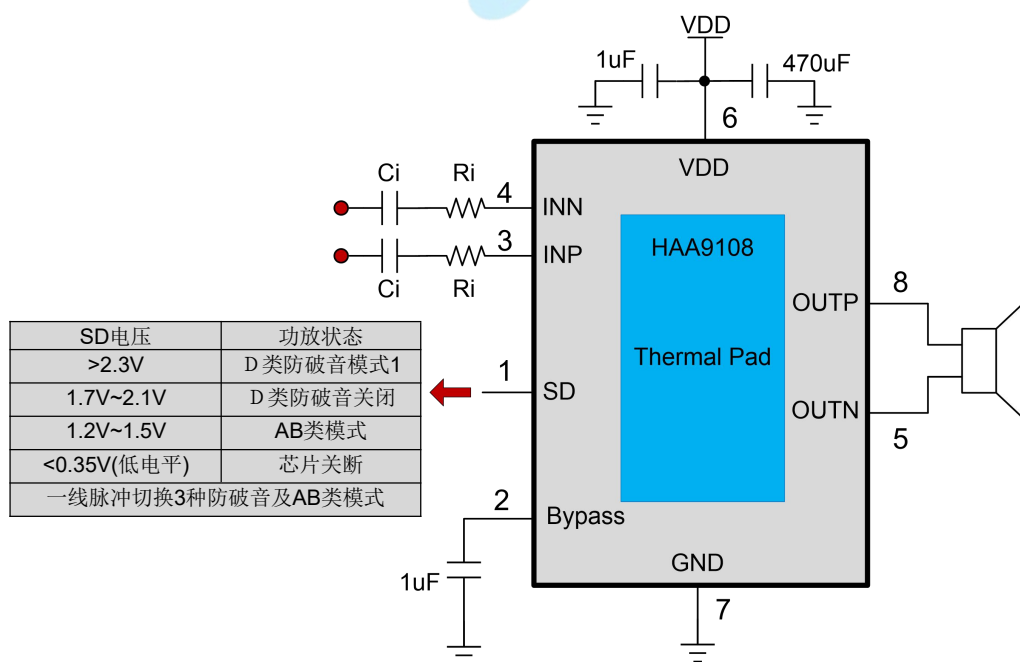 VDD
1uF
470uF
6
VDD
Ci
Ri
4
INN
3
INP
Ci
Ri
HAA9108
Thermal Pad
OUTP
8
OUTN
5
SD电压 功放状态
>2.3V D类防破音模式1
1.7V~2.1V D类防破音关闭
1.2V~1.5V AB类模式
<0.35V(低电平) 芯片关断
一线脉冲切换3种防破音及AB类模式
1
SD
2
Bypass
1uF
GND
7